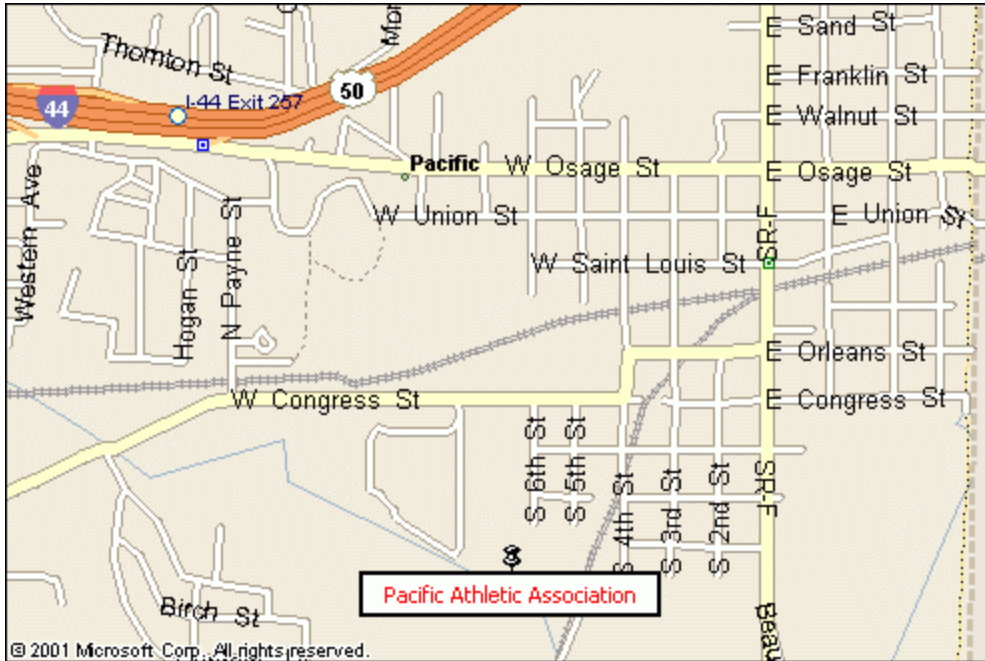 E Sand St
Thornton St
Mor
E Franklin St
50
44
I-44 Exit 257
E Walnut St
Pacific
W Osage St
E Osage St
Western Ave
W Union St
E Union St
N Payne St
SR-F
Hogan St
W Saint Louis St
E Orleans St
W Congress St
E Congress St
S 6th St
S 5th St
S 4th St
S 3rd St
S 2nd St
SR-F
Pacific Athletic Association
Birch St
Beau
© 2001 Microsoft Corp. All rights reserved.